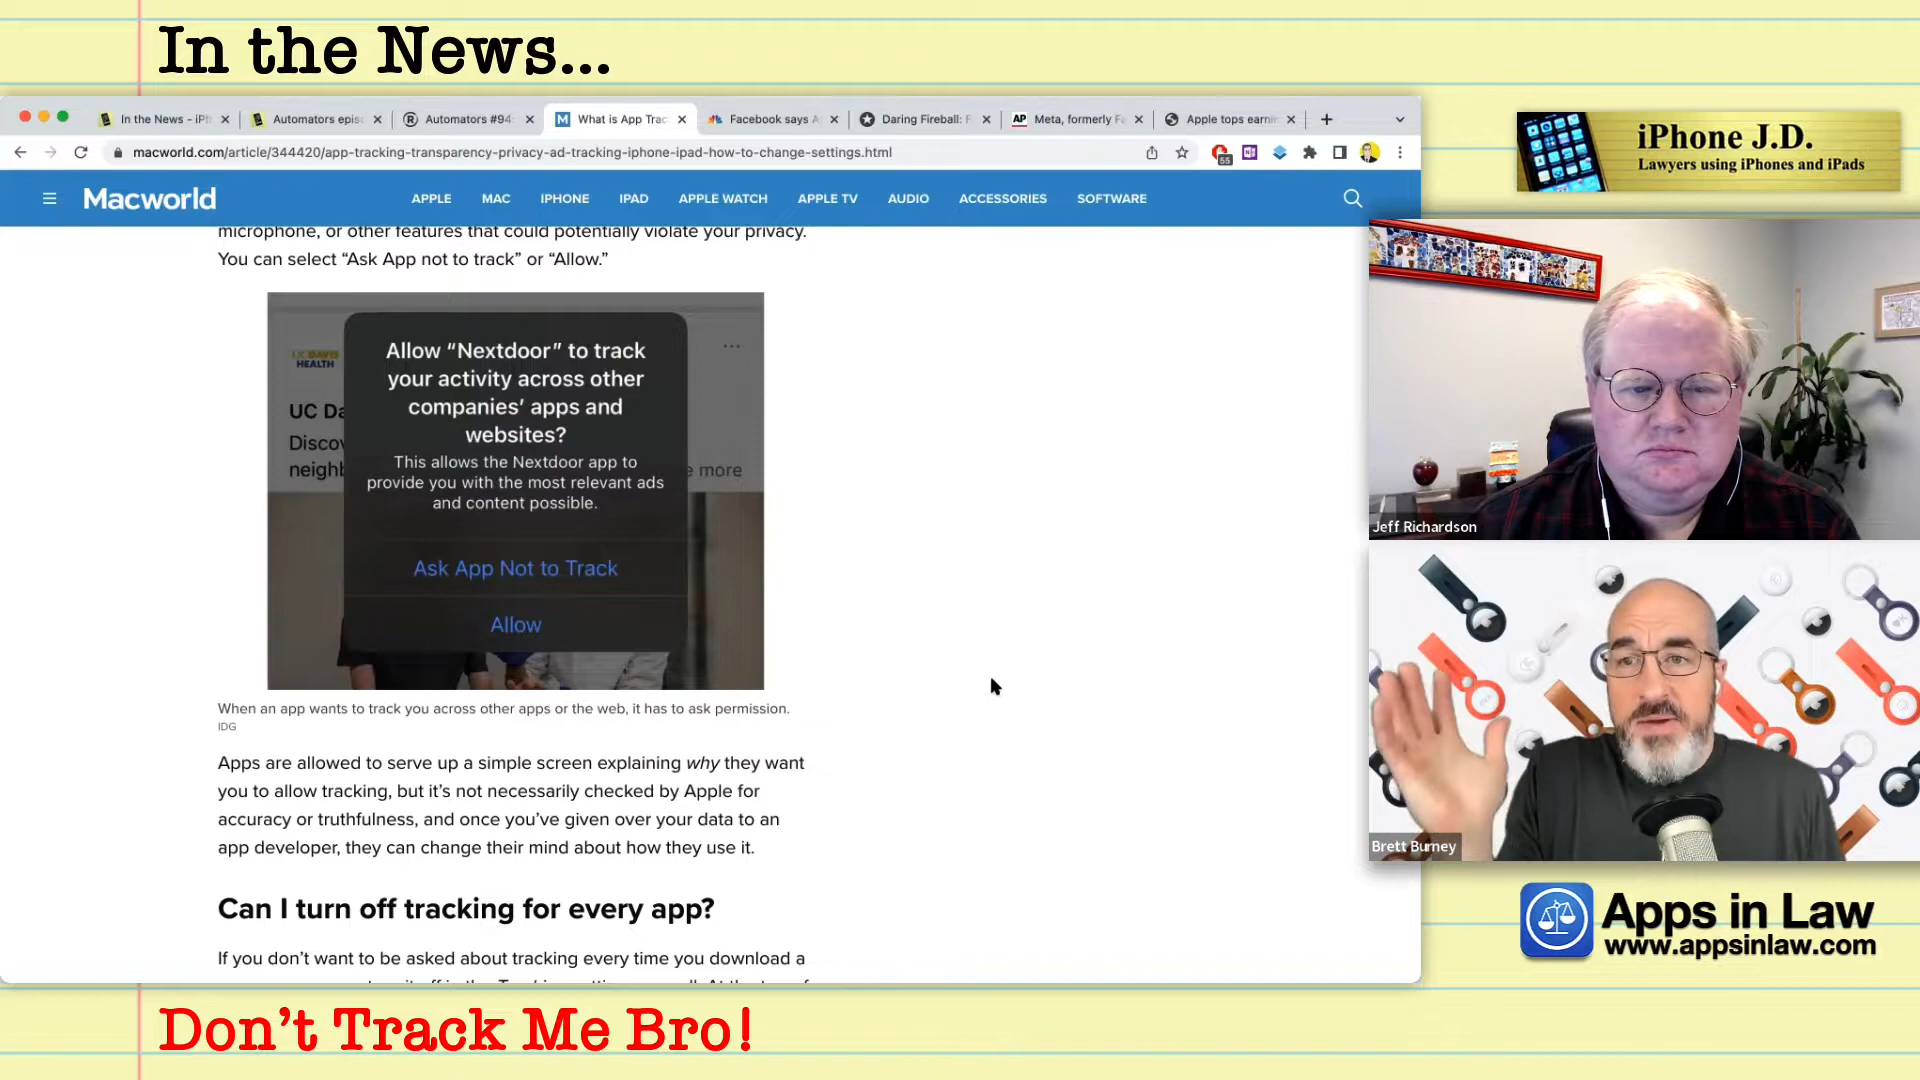 In the News...
In the News - iPh
Automators epis
Automators #94:
What is App Trac
Facebook says A
Daring Fireball: F
AP Meta, formerly Fa
Apple tops earni
macworld.com/article/344420/app-tracking-transparency-privacy-ad-tracking-iphone-ipad-how-to-change-settings.html
55
Macworld
APPLE MAC IPHONE IPAD APPLE WATCH APPLE TV AUDIO ACCESSORIES SOFTWARE
microphone, or other features that could potentially violate your privacy.
You can select “Ask App not to track” or “Allow.”
UC DAVIS
HEALTH
UC Da
Discov
neighb
e more
Allow “Nextdoor” to track
your activity across other
companies’ apps and
websites?
This allows the Nextdoor app to
provide you with the most relevant ads
and content possible.
Ask App Not to Track
Allow
When an app wants to track you across other apps or the web, it has to ask permission.
IDG
Apps are allowed to serve up a simple screen explaining why they want
you to allow tracking, but it’s not necessarily checked by Apple for
accuracy or truthfulness, and once you’ve given over your data to an
app developer, they can change their mind about how they use it.
Can I turn off tracking for every app?
If you don’t want to be asked about tracking every time you download a
iPhone J.D.
Lawyers using iPhones and iPads
Jeff Richardson
Brett Burney
Apps in Law
www.appsinlaw.com
Don’t Track Me Bro!